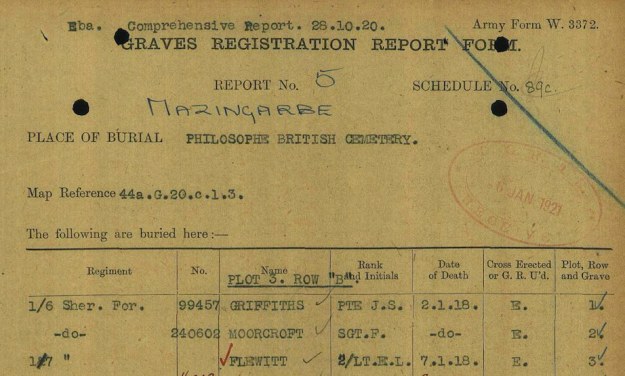 Eba. Comprehensive Report. 28.10.20. Army Form W. 3372.
GRAVES REGISTRATION REPORT FORM.
REPORT No. 5 SCHEDULE No. 89c.
MAZINGARBE
PLACE OF BURIAL PHILOSOPHE BRITISH CEMETERY.
JAN 1921
Map Reference 44a.G.20.c.1.3.
The following are buried here :—
Regiment No. Name Rank and Initials Date of Death Cross Erected or G. R. U'd. Plot, Row and Grave
PLOT 3. ROW "B".
1/6 Sher. For. 99457 GRIFFITHS PTE J.S. 2.1.18. E. 1.
-do- 240602 MOORCROFT SGT.F. -do- E. 2.
1/7 " FLEWITT 2/LT.E.L. 7.1.18. E. 3.